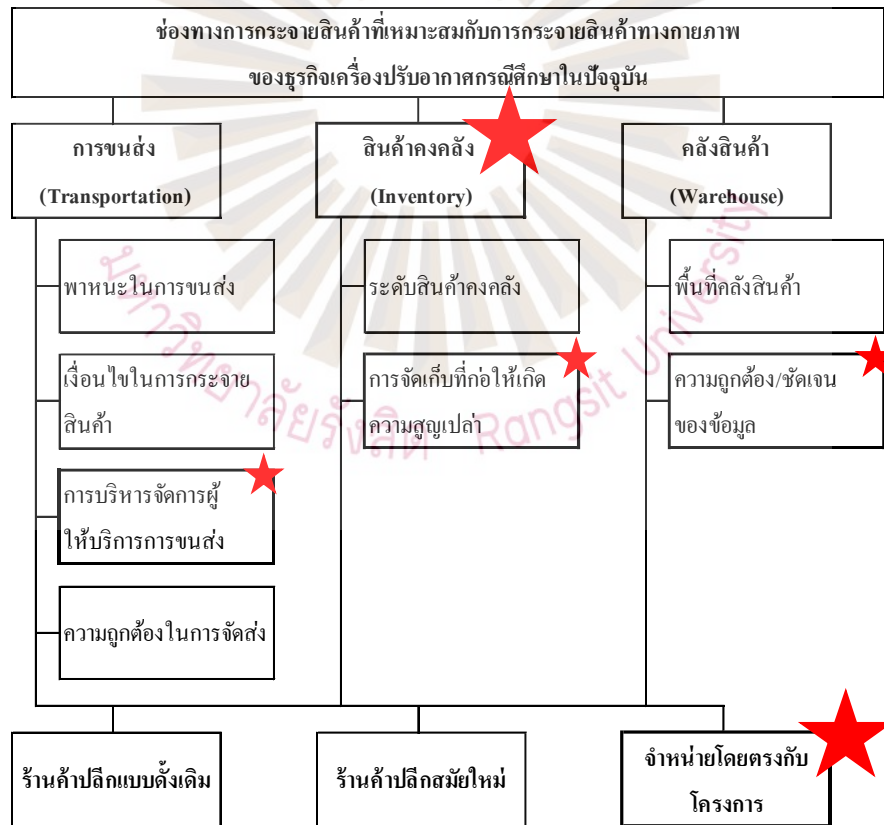 ช่องทางการกระจายสินค้าที่เหมาะสมกับการกระจายสินค้าทางกายภาพ
ของธุรกิจเครื่องปรับอากาศกรณีศึกษาในปัจจุบัน
การขนส่ง
(Transportation)
สินค้าคงคลัง
(Inventory)
คลังสินค้า
(Warehouse)
พาหนะในการขนส่ง
ระดับสินค้าคงคลัง
พื้นที่คลังสินค้า
เงื่อนไขในการกระจาย
สินค้า
การจัดเก็บที่ก่อให้เกิด
ความสูญเปล่า
ความถูกต้อง/ชัดเจน
ของข้อมูล
การบริหารจัดการผู้
ให้บริการการขนส่ง
ความถูกต้องในการจัดส่ง
ร้านค้าปลีกแบบดั้งเดิม
ร้านค้าปลีกสมัยใหม่
จำหน่ายโดยตรงกับ
โครงการ
มหาวิทยาลัยรังสิต Rangsit University